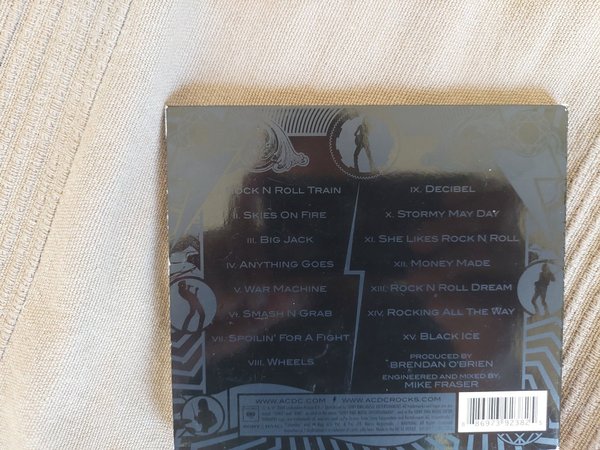 OCK N ROLL TRAIN
II. SKIES ON FIRE
III. BIG JACK
IV. ANYTHING GOES
V. WAR MACHINE
VI. SMASH N GRAB
VII. SPOILIN' FOR A FIGHT
VIII. WHEELS
IX. DECIBEL
X. STORMY MAY DAY
XI. SHE LIKES ROCK N ROLL
XII. MONEY MADE
XIII. ROCK N ROLL DREAM
XIV. ROCKING ALL THE WAY
XV. BLACK ICE
PRODUCED BY
BRENDAN O'BRIEN
ENGINEERED AND MIXED BY
MIKE FRASER
WWW.ACDC.COM WWW.ACDCROCKS.COM